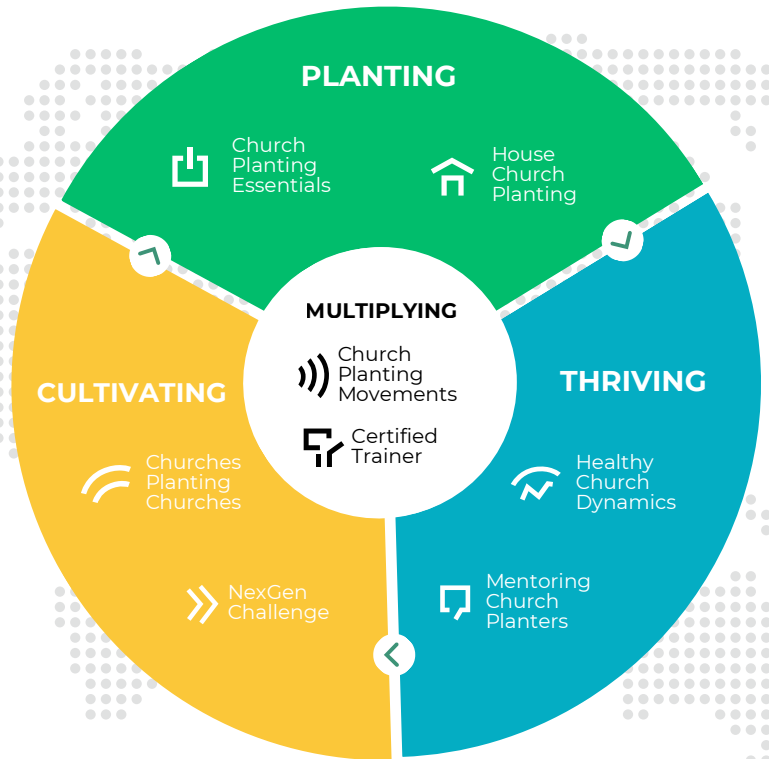 PLANTING
Church
Planting
Essentials
House
Church
Planting
MULTIPLYING
Church
Planting
Movements
Certified
Trainer
THRIVING
Healthy
Church
Dynamics
Mentoring
Church
Planters
CULTIVATING
Churches
Planting
Churches
NexGen
Challenge